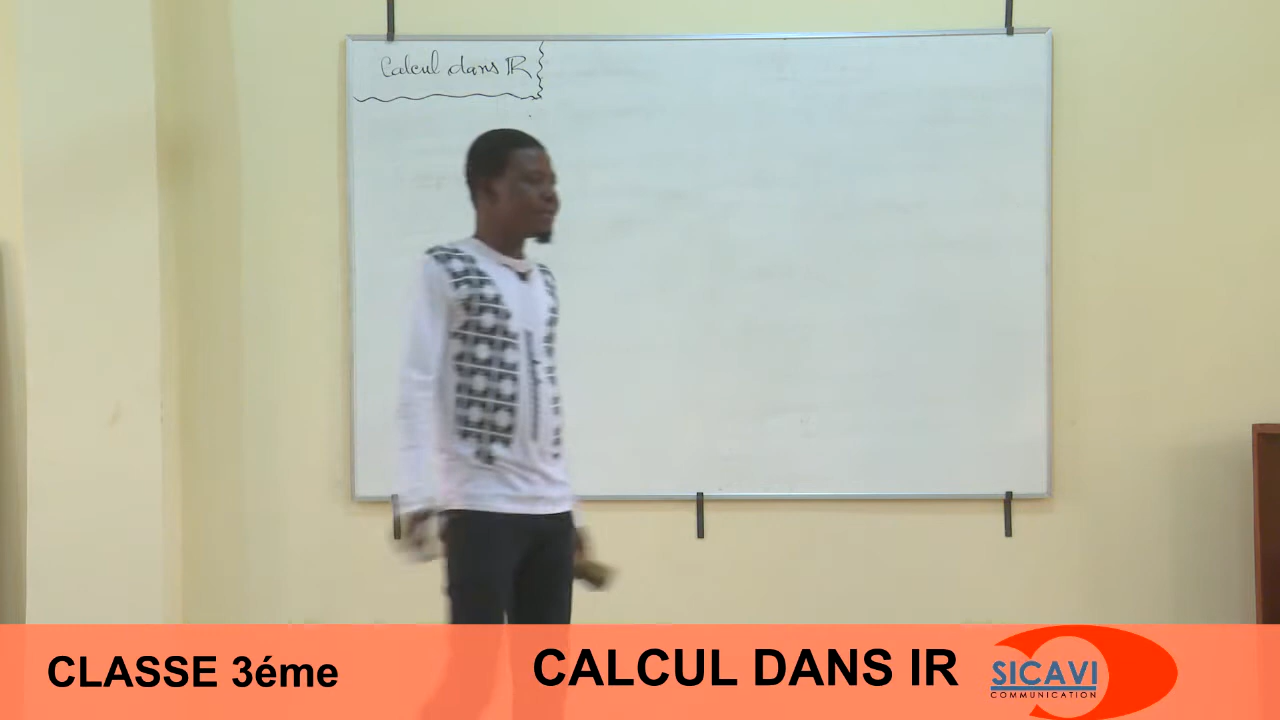 Calcul dans IR
CLASSE 3éme
CALCUL DANS IR
SICAVI
COMMUNICATION